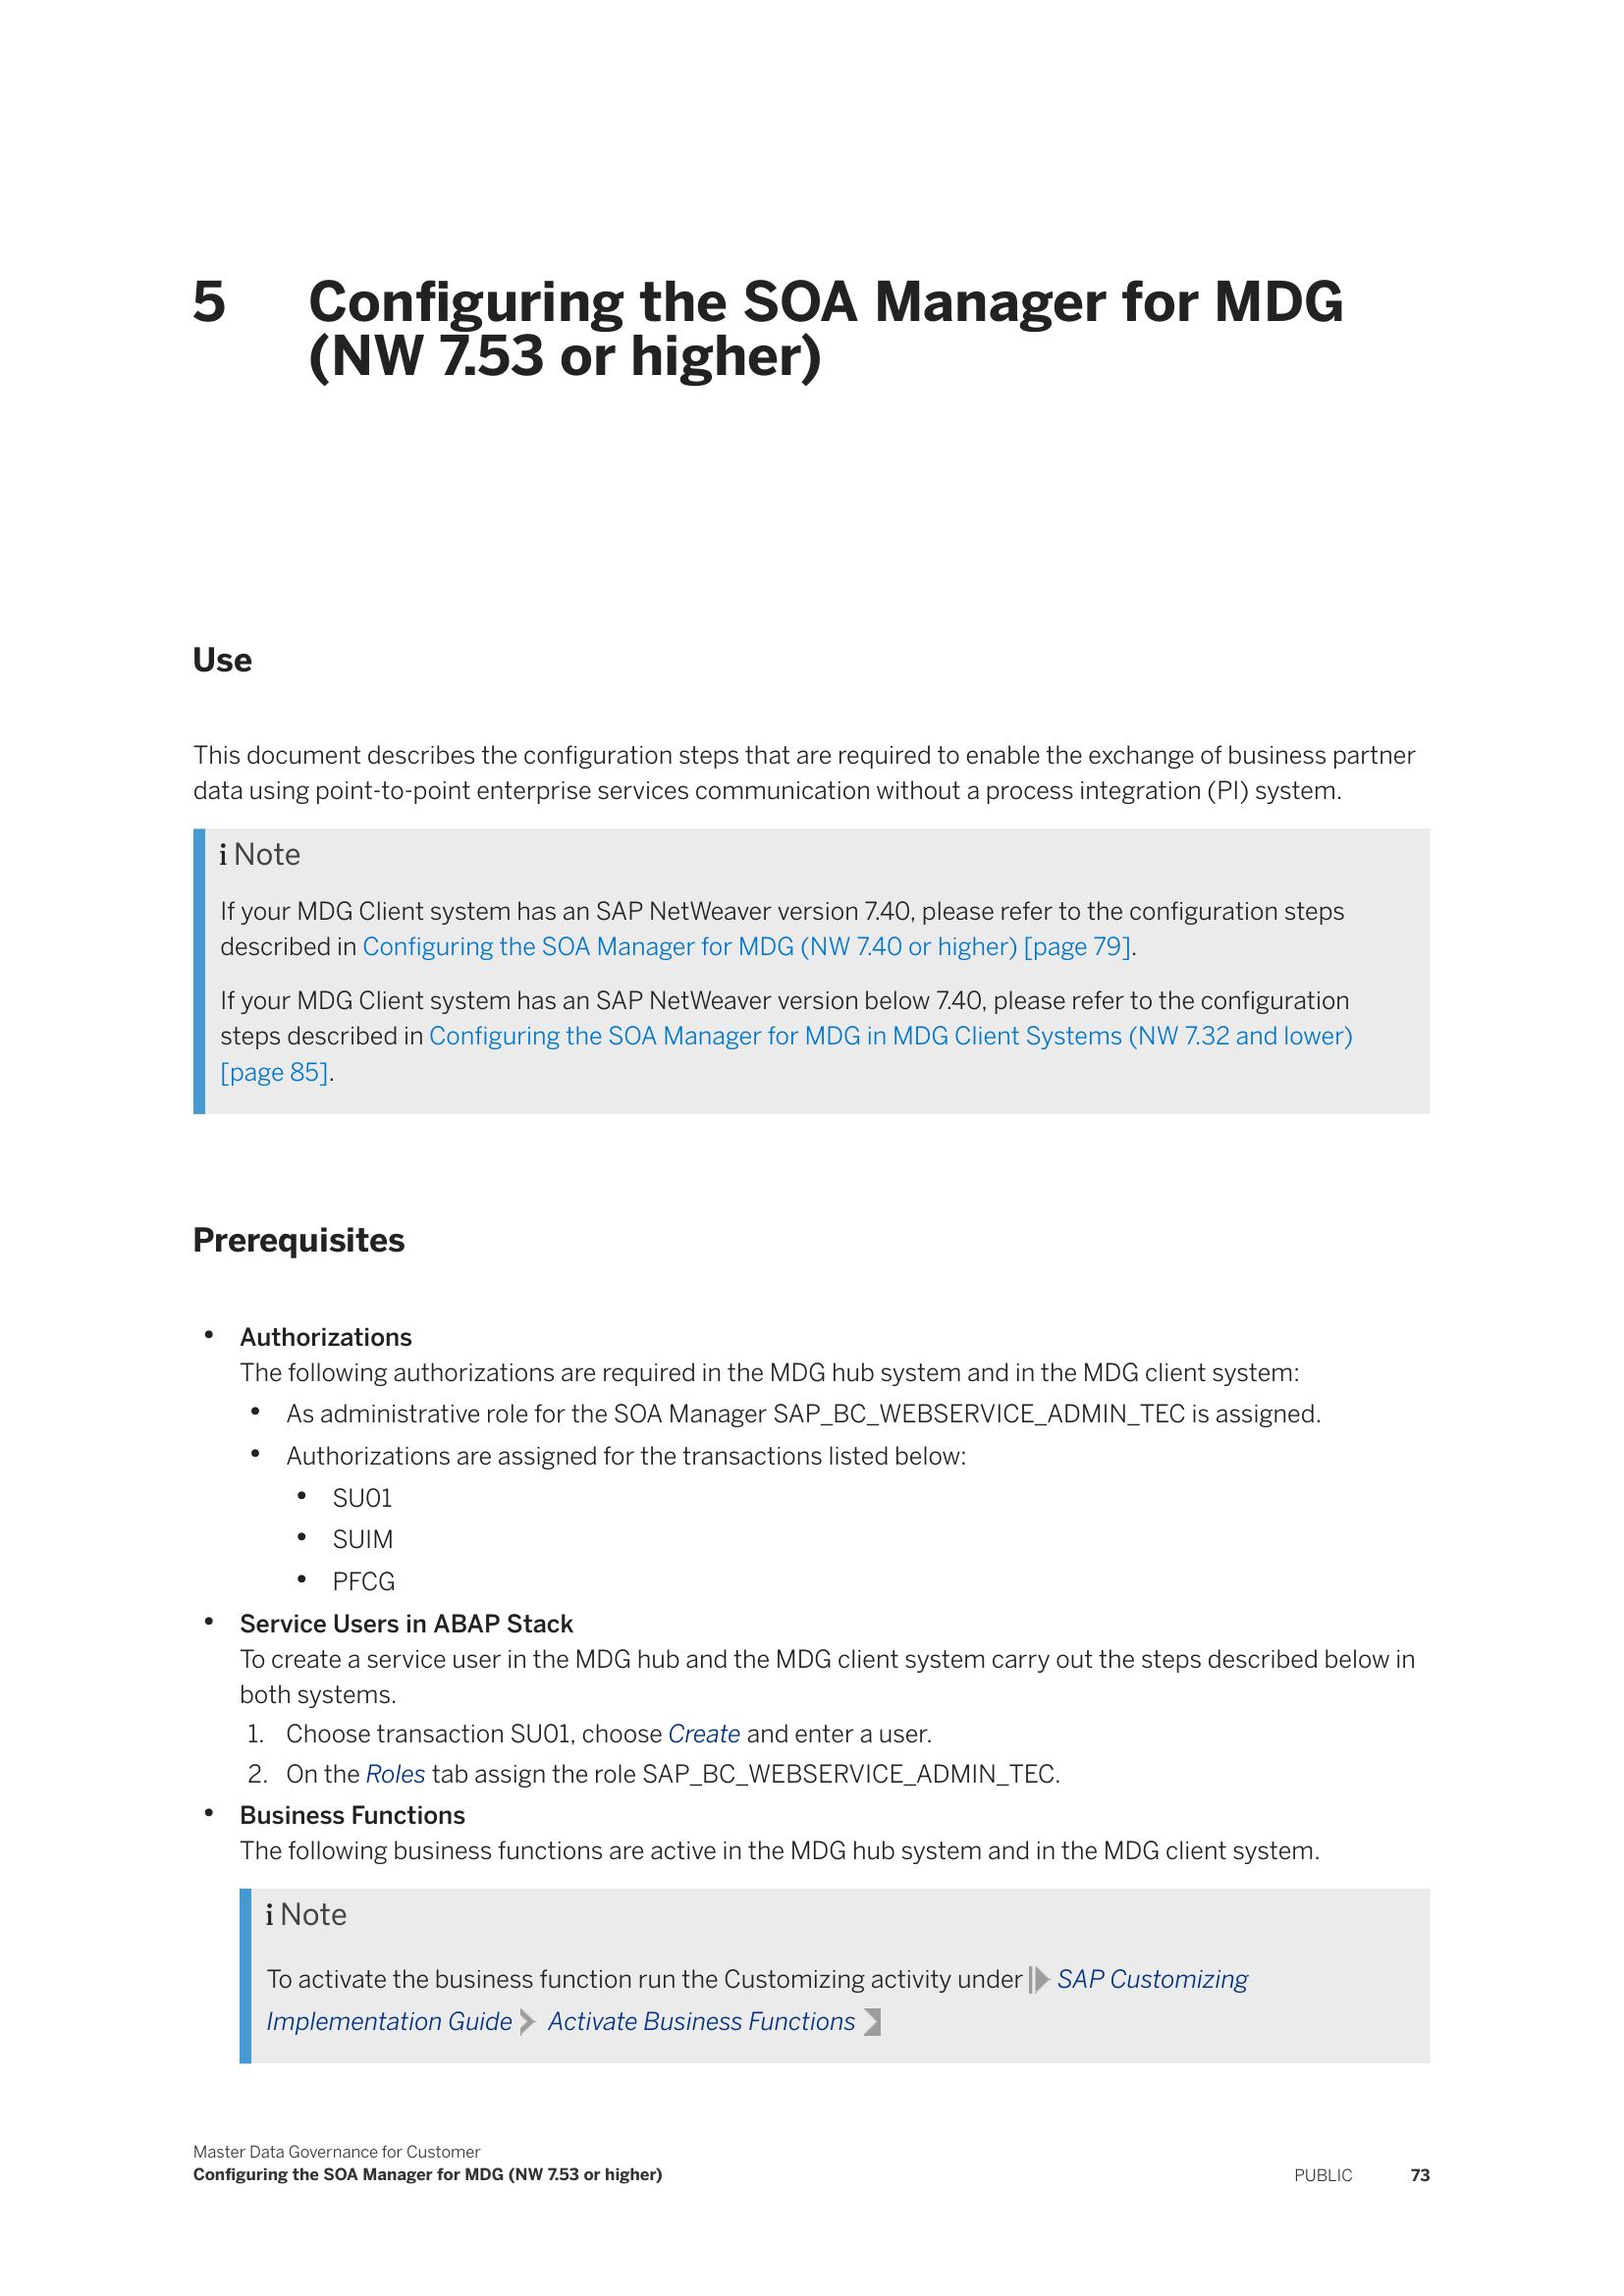 5 Configuring the SOA Manager for MDG
(NW 7.53 or higher)
Use
This document describes the configuration steps that are required to enable the exchange of business partner
data using point-to-point enterprise services communication without a process integration (PI) system.
i Note
If your MDG Client system has an SAP NetWeaver version 7.40, please refer to the configuration steps
described in Configuring the SOA Manager for MDG (NW 7.40 or higher) [page 79].
If your MDG Client system has an SAP NetWeaver version below 7.40, please refer to the configuration
steps described in Configuring the SOA Manager for MDG in MDG Client Systems (NW 7.32 and lower)
[page 85].
Prerequisites
• Authorizations
The following authorizations are required in the MDG hub system and in the MDG client system:
• As administrative role for the SOA Manager SAP_BC_WEBSERVICE_ADMIN_TEC is assigned.
• Authorizations are assigned for the transactions listed below:
• SU01
• SUIM
• PFCG
• Service Users in ABAP Stack
To create a service user in the MDG hub and the MDG client system carry out the steps described below in
both systems.
1. Choose transaction SU01, choose Create and enter a user.
2. On the Roles tab assign the role SAP_BC_WEBSERVICE_ADMIN_TEC.
• Business Functions
The following business functions are active in the MDG hub system and in the MDG client system.
i Note
To activate the business function run the Customizing activity under SAP Customizing
Implementation Guide Activate Business Functions
Master Data Governance for Customer
Configuring the SOA Manager for MDG (NW 7.53 or higher) PUBLIC 73